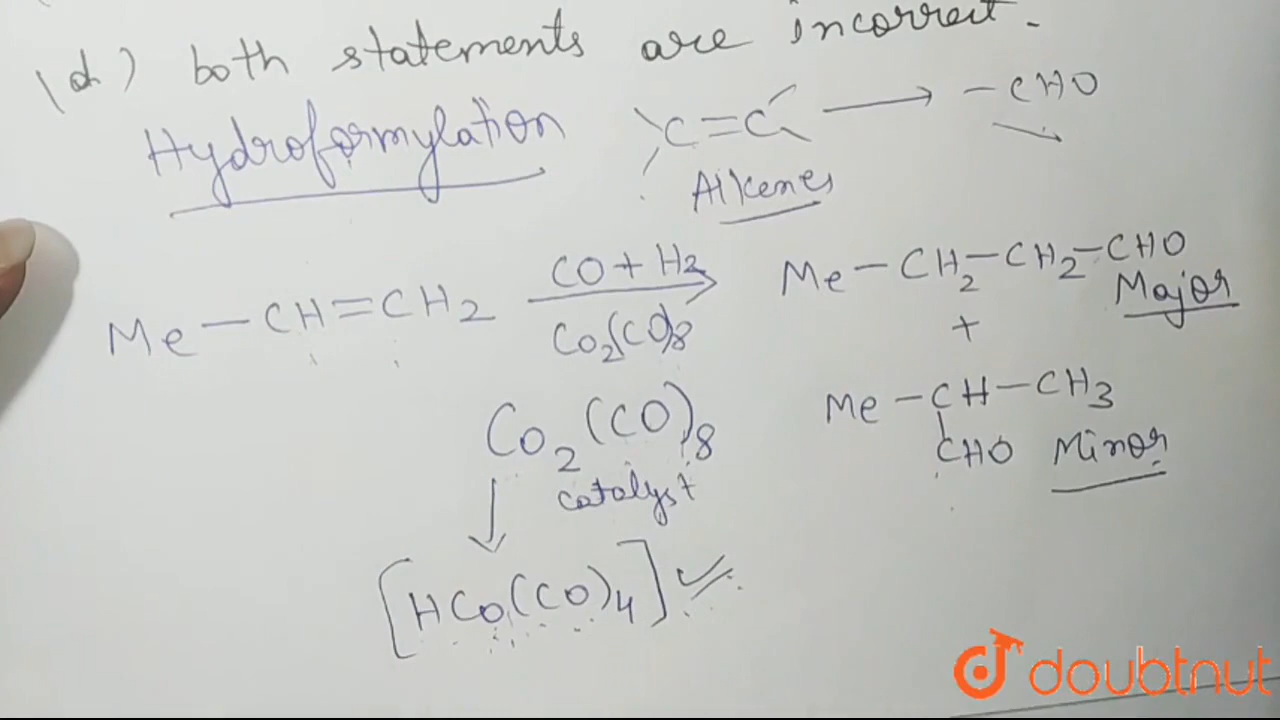 (d) both statements are incorrect.
Hydroformylation C=C → -CHO
Alkenes
Me-CH=CH2 CO+H2 Me-CH2-CH2-CHO
Co2(CO)8 Major
+
Co2(CO)8 Me-CH-CH3
catalyst CHO Minor
[HCo(CO)4]
doubtnut